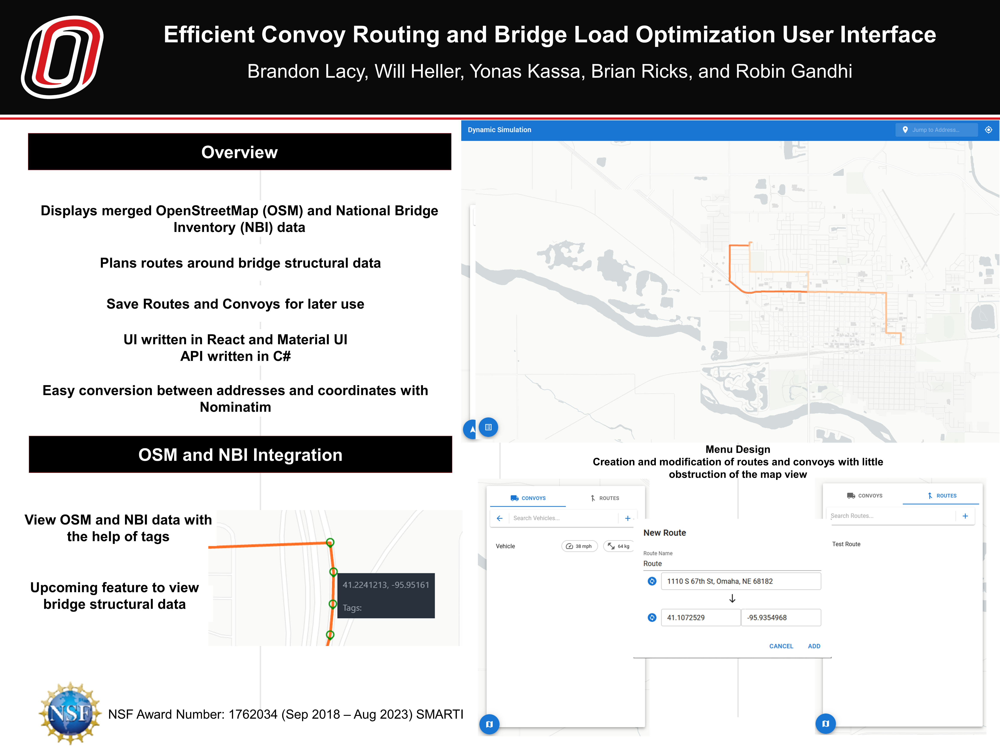 Efficient Convoy Routing and Bridge Load Optimization User Interface
Brandon Lacy, Will Heller, Yonas Kassa, Brian Ricks, and Robin Gandhi
Overview
Displays merged OpenStreetMap (OSM) and National Bridge
Inventory (NBI) data
Plans routes around bridge structural data
Save Routes and Convoys for later use
UI written in React and Material UI
API written in C#
Easy conversion between addresses and coordinates with
Nominatim
OSM and NBI Integration
View OSM and NBI data with
the help of tags
Upcoming feature to view
bridge structural data
41.2241213, -95.95161
Tags:
NSF
NSF Award Number: 1762034 (Sep 2018 – Aug 2023) SMARTI
Dynamic Simulation
Jump to Address...
Menu Design
Creation and modification of routes and convoys with little
obstruction of the map view
CONVOYS
ROUTES
Search Vehicles...
Vehicle
38 mph
64 kg
New Route
Route Name
Route
1110 S 67th St, Omaha, NE 68182
41.1072529
-95.9354968
CANCEL
ADD
CONVOYS
ROUTES
Search Routes...
Test Route